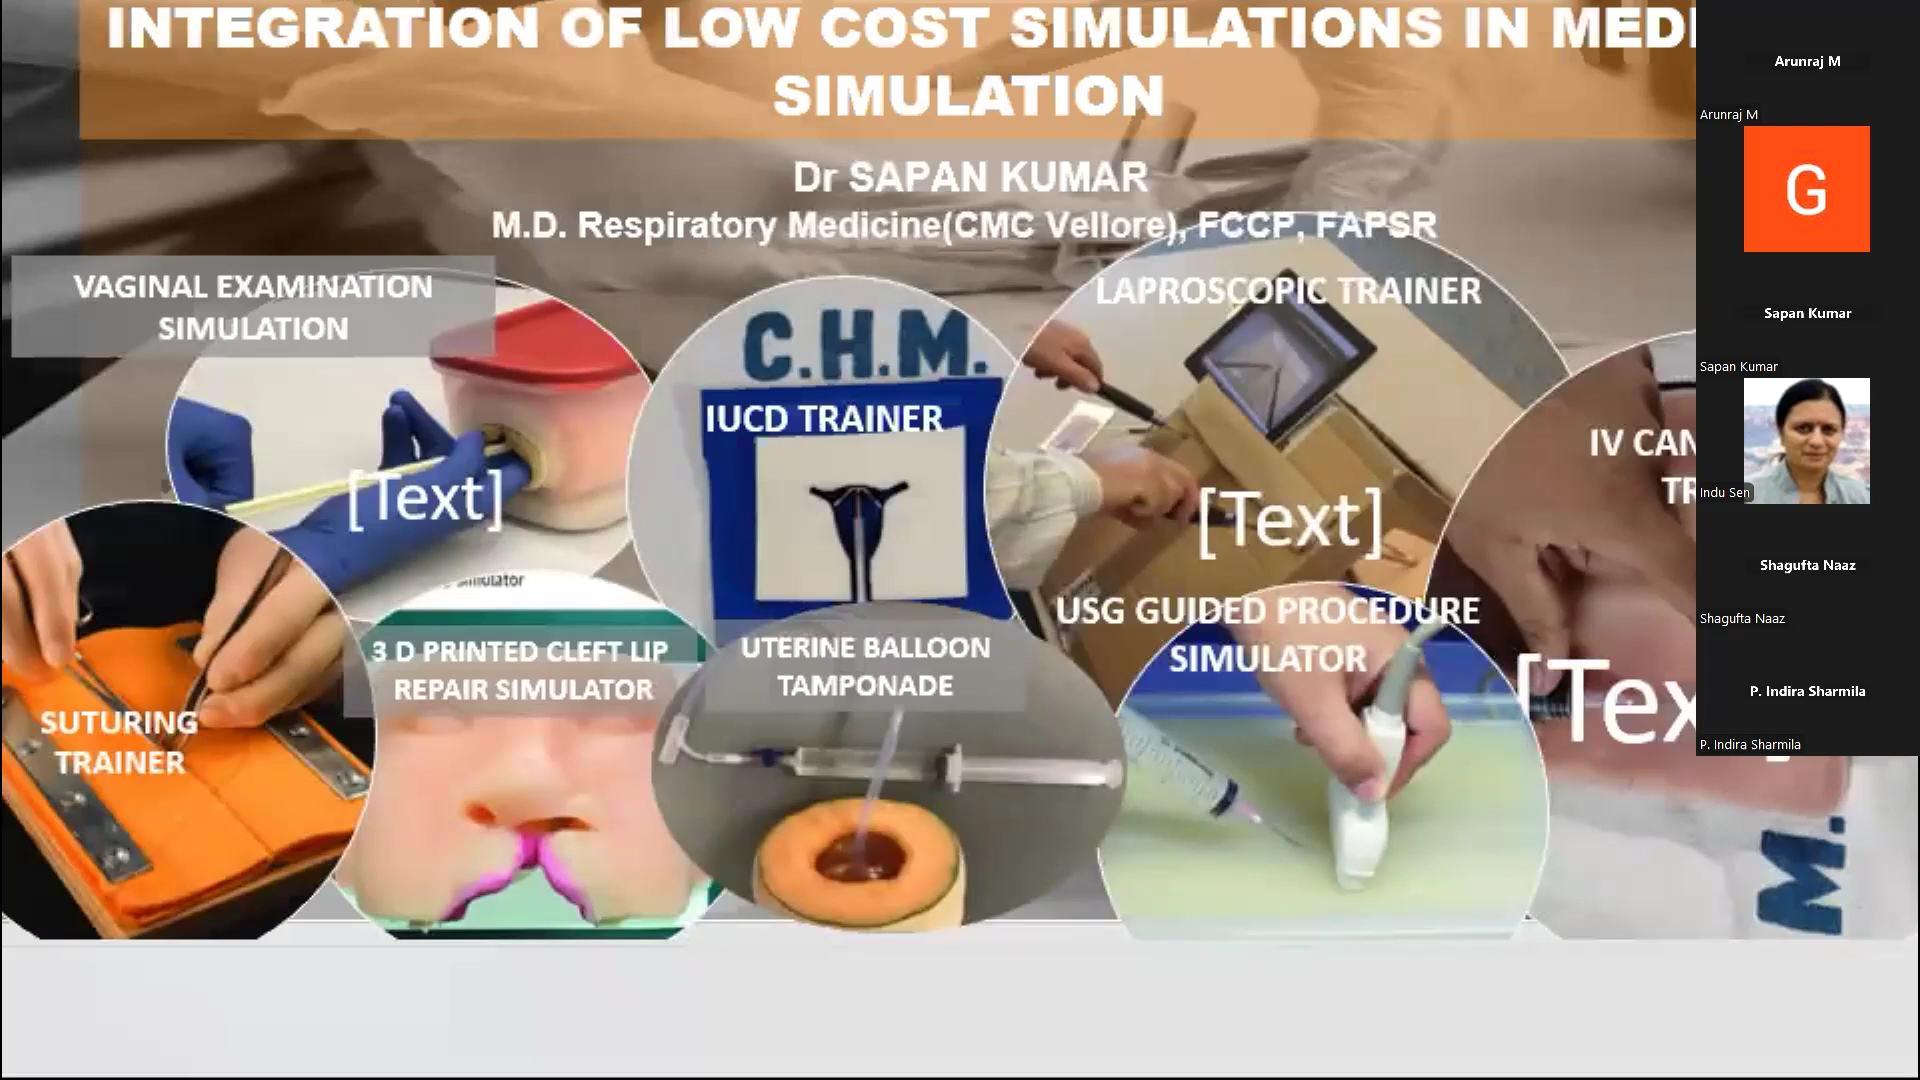 INTEGRATION OF LOW COST SIMULATIONS IN MEDI
SIMULATION
Dr SAPAN KUMAR
M.D. Respiratory Medicine(CMC Vellore), FCCP, FAPSR
VAGINAL EXAMINATION
SIMULATION
[Text]
C.H.M.
IUCD TRAINER
LAPROSCOPIC TRAINER
[Text]
IV CAN
TR
[Tex
SUTURING
TRAINER
simulator
3 D PRINTED CLEFT LIP
REPAIR SIMULATOR
UTERINE BALLOON
TAMPONADE
USG GUIDED PROCEDURE
SIMULATOR
M.
Arunraj M
Arunraj M
G
Sapan Kumar
Sapan Kumar
Indu Sen
Shagufta Naaz
Shagufta Naaz
P. Indira Sharmila
P. Indira Sharmila